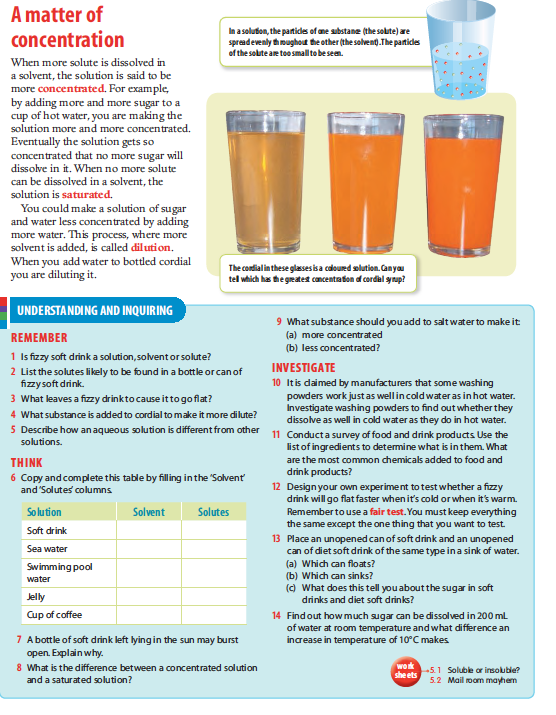 A matter of
concentration
When more solute is dissolved in
a solvent, the solution is said to be
more concentrated. For example,
by adding more and more sugar to a
cup of hot water, you are making the
solution more and more concentrated.
Eventually the solution gets so
concentrated that no more sugar will
dissolve in it. When no more solute
can be dissolved in a solvent, the
solution is saturated.
You could make a solution of sugar
and water less concentrated by adding
more water. This process, where more
solvent is added, is called dilution.
When you add water to bottled cordial
you are diluting it.
In a solution, the particles of one substance (the solute) are
spread evenly throughout the other (the solvent). The particles
of the solute are too small to be seen.
The cordial in these glasses is a coloured solution. Can you
tell which has the greatest concentration of cordial syrup?
UNDERSTANDING AND INQUIRING
REMEMBER
1 Is fizzy soft drink a solution, solvent or solute?
2 List the solutes likely to be found in a bottle or can of
fizzy soft drink.
3 What leaves a fizzy drink to cause it to go flat?
4 What substance is added to cordial to make it more dilute?
5 Describe how an aqueous solution is different from other
solutions.
THINK
6 Copy and complete this table by filling in the 'Solvent'
and 'Solutes' columns.
Solution Solvent Solutes
Soft drink
Sea water
Swimming pool
water
Jelly
Cup of coffee
7 A bottle of soft drink left lying in the sun may burst
open. Explain why.
8 What is the difference between a concentrated solution
and a saturated solution?
9 What substance should you add to salt water to make it:
(a) more concentrated
(b) less concentrated?
INVESTIGATE
10 It is claimed by manufacturers that some washing
powders work just as well in cold water as in hot water.
Investigate washing powders to find out whether they
dissolve as well in cold water as they do in hot water.
11 Conduct a survey of food and drink products. Use the
list of ingredients to determine what is in them. What
are the most common chemicals added to food and
drink products?
12 Design your own experiment to test whether a fizzy
drink will go flat faster when it's cold or when it's warm.
Remember to use a fair test. You must keep everything
the same except the one thing that you want to test.
13 Place an unopened can of soft drink and an unopened
can of diet soft drink of the same type in a sink of water.
(a) Which can floats?
(b) Which can sinks?
(c) What does this tell you about the sugar in soft
drinks and diet soft drinks?
14 Find out how much sugar can be dissolved in 200 mL
of water at room temperature and what difference an
increase in temperature of 10°C makes.
work
sheets
5.1 Soluble or insoluble?
5.2 Mail room mayhem